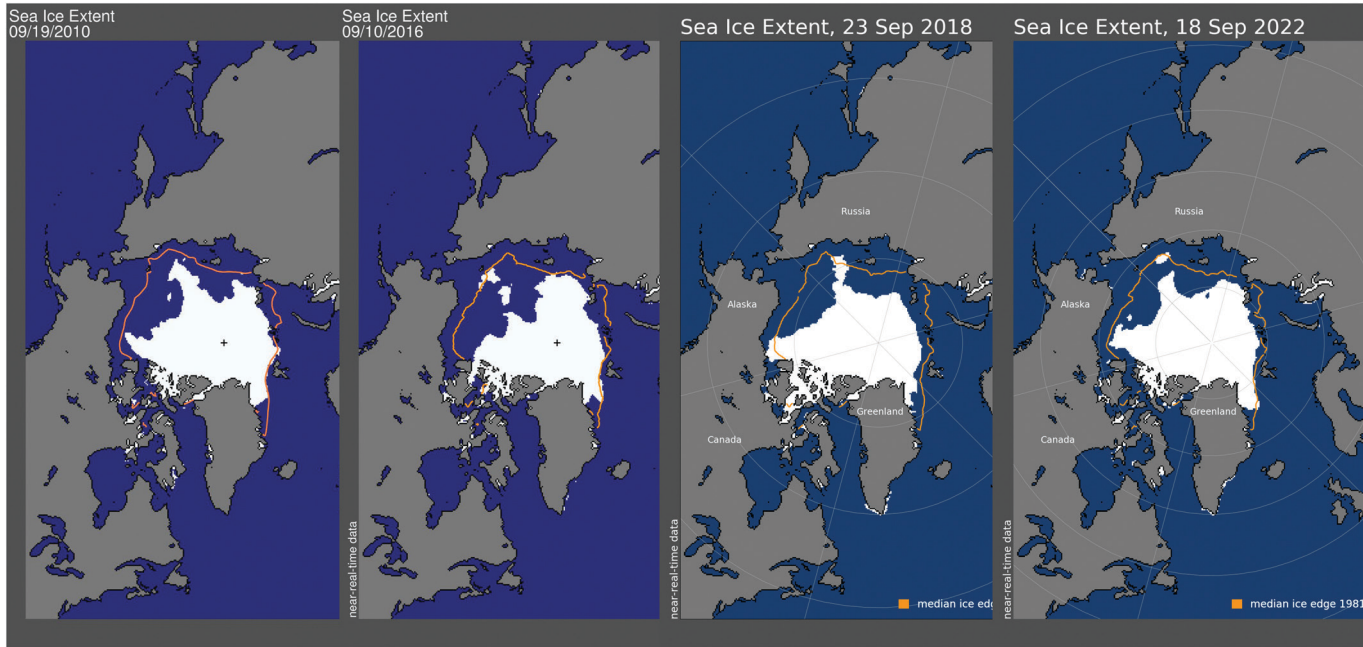 Sea Ice Extent
09/19/2010
near-real-time data
Sea Ice Extent
09/10/2016
near-real-time data
Sea Ice Extent, 23 Sep 2018
Russia
Alaska
Greenland
Canada
median ice edg
near-real-time data
Sea Ice Extent, 18 Sep 2022
Russia
Alaska
Greenland
Canada
median ice edge 1981